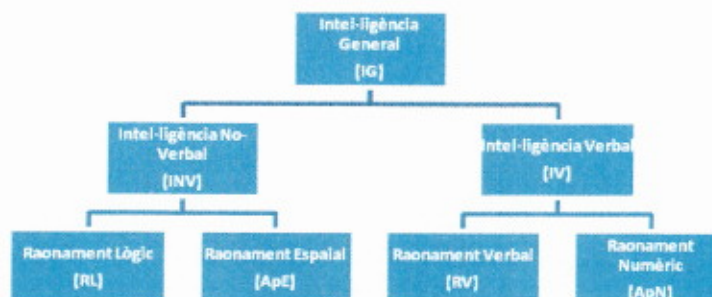 Intel·ligència
General
[IG]
Intel·ligència No-
Verbal
[INV]
Intel·ligència Verbal
[IV]
Raonament Lògic
[RL]
Raonament Espaial
[ApE]
Raonament Verbal
[RV]
Raonament
Numèric
[ApN]